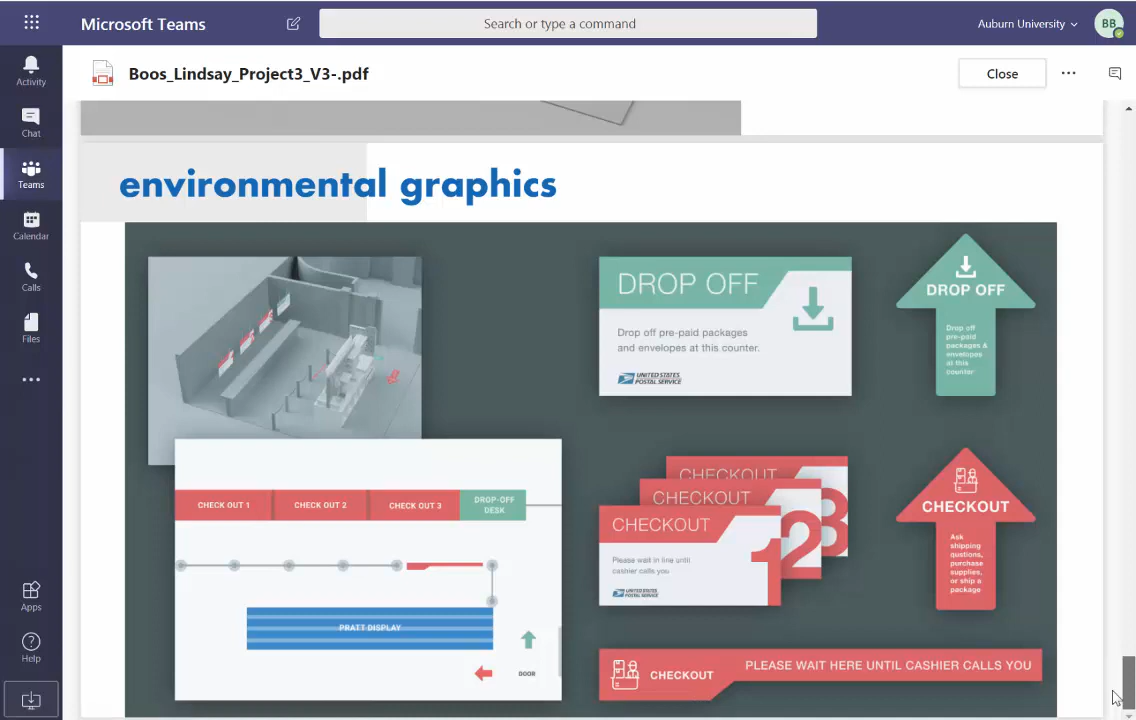 Microsoft Teams
Search or type a command
Auburn University
BB
Activity
Chat
Teams
Calendar
Calls
Files
Apps
Help
Boos_Lindsay_Project3_V3-.pdf
Close
environmental graphics
DROP OFF
Drop off pre-paid packages
and envelopes at this counter.
UNITED STATES
POSTAL SERVICE
DROP OFF
Drop off
pre-paid
packages &
envelopes
at this
counter
CHECK OUT 1
CHECK OUT 2
CHECK OUT 3
DROP-OFF
DESK
PRATT DISPLAY
DOOR
CHECKOUT
3
CHECKOUT
2
CHECKOUT
1
Please wait in line until
cashier calls you
UNITED STATES
POSTAL SERVICE
CHECKOUT
Ask
shipping
qustions,
purchase
supplies,
or ship a
package
CHECKOUT
PLEASE WAIT HERE UNTIL CASHIER CALLS YOU